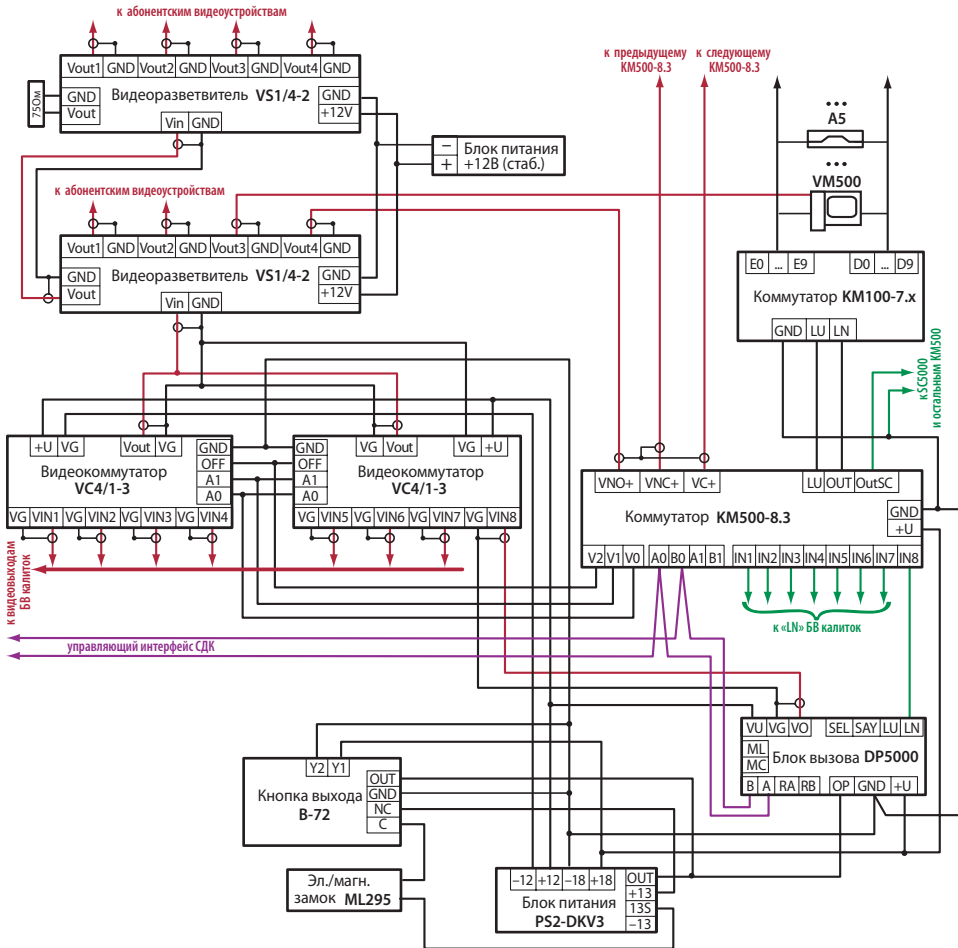 к абонентским видеоустройствам
Vout1 GND Vout2 GND Vout3 GND Vout4 GND
75Ом
GND
Vout
Видеоразветвитель VS1/4-2
GND
+12V
Vin GND
– Блок питания
+ +12В (стаб.)
к абонентским видеоустройствам
Vout1 GND Vout2 GND Vout3 GND Vout4 GND
GND
Vout
Видеоразветвитель VS1/4-2
GND
+12V
Vin GND
к предыдущему
КМ500-8.3
к следующему
КМ500-8.3
...
A5
...
VM500
E0 ... E9 D0 ... D9
Коммутатор КМ100-7.x
GND LU LN
к SC5000
и остальным КМ500
+U VG Vout VG
GND
OFF
A1
A0
Видеокоммутатор
VC4/1-3
VG VIN1 VG VIN2 VG VIN3 VG VIN4
VG Vout VG +U
GND
OFF
A1
A0
Видеокоммутатор
VC4/1-3
VG VIN5 VG VIN6 VG VIN7 VG VIN8
к видеовыходам
БВ калиток
VNO+ VNC+ VC+ LU OUT OutSC
Коммутатор КМ500-8.3
GND
+U
V2 V1 V0 A0 B0 A1 B1 IN1 IN2 IN3 IN4 IN5 IN6 IN7 IN8
к «LN» БВ калиток
управляющий интерфейс СДК
VU VG VO SEL SAY LU LN
ML
MC
Блок вызова DP5000
B A RA RB OP GND +U
Y2 Y1
Кнопка выхода
B-72
OUT
GND
NC
C
Эл./магн.
замок ML295
–12 +12 –18 +18
OUT
+13
13S
–13
Блок питания
PS2-DKV3